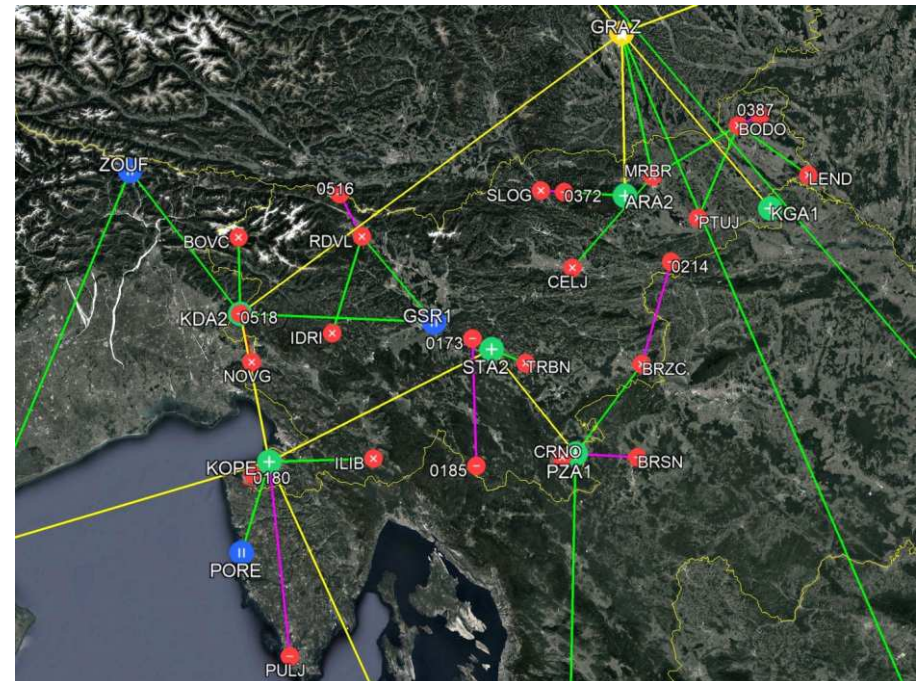 GRAZ
0387
BODO
ZOUF
0516
SLOG
0372
MRBR
ARA2
LEND
KGA1
PTUJ
BOVC
RDVL
CELJ
0214
KDA2
0518
GSR1
IDRI
0173
STA2
TRBN
NOVG
BRZC
KOPE
0180
ILIB
0185
CRNO
PZA1
BRSN
PORE
PULJ